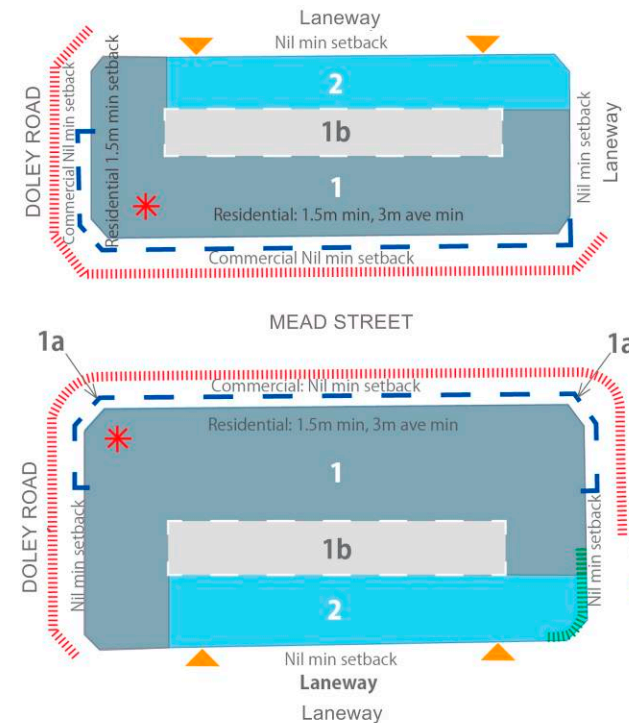 Laneway
Nil min setback
2
1b
1
Residential: 1.5m min, 3m ave min
Commercial Nil min setback
DOLEY ROAD
Commercial Nil min setback
Residential 1.5m min setback
Nil min setback
Laneway
MEAD STREET
1a
1a
Commercial: Nil min setback
Residential: 1.5m min, 3m ave min
1
1b
2
DOLEY ROAD
Nil min setback
Nil min setback
Nil min setback
Laneway
Laneway